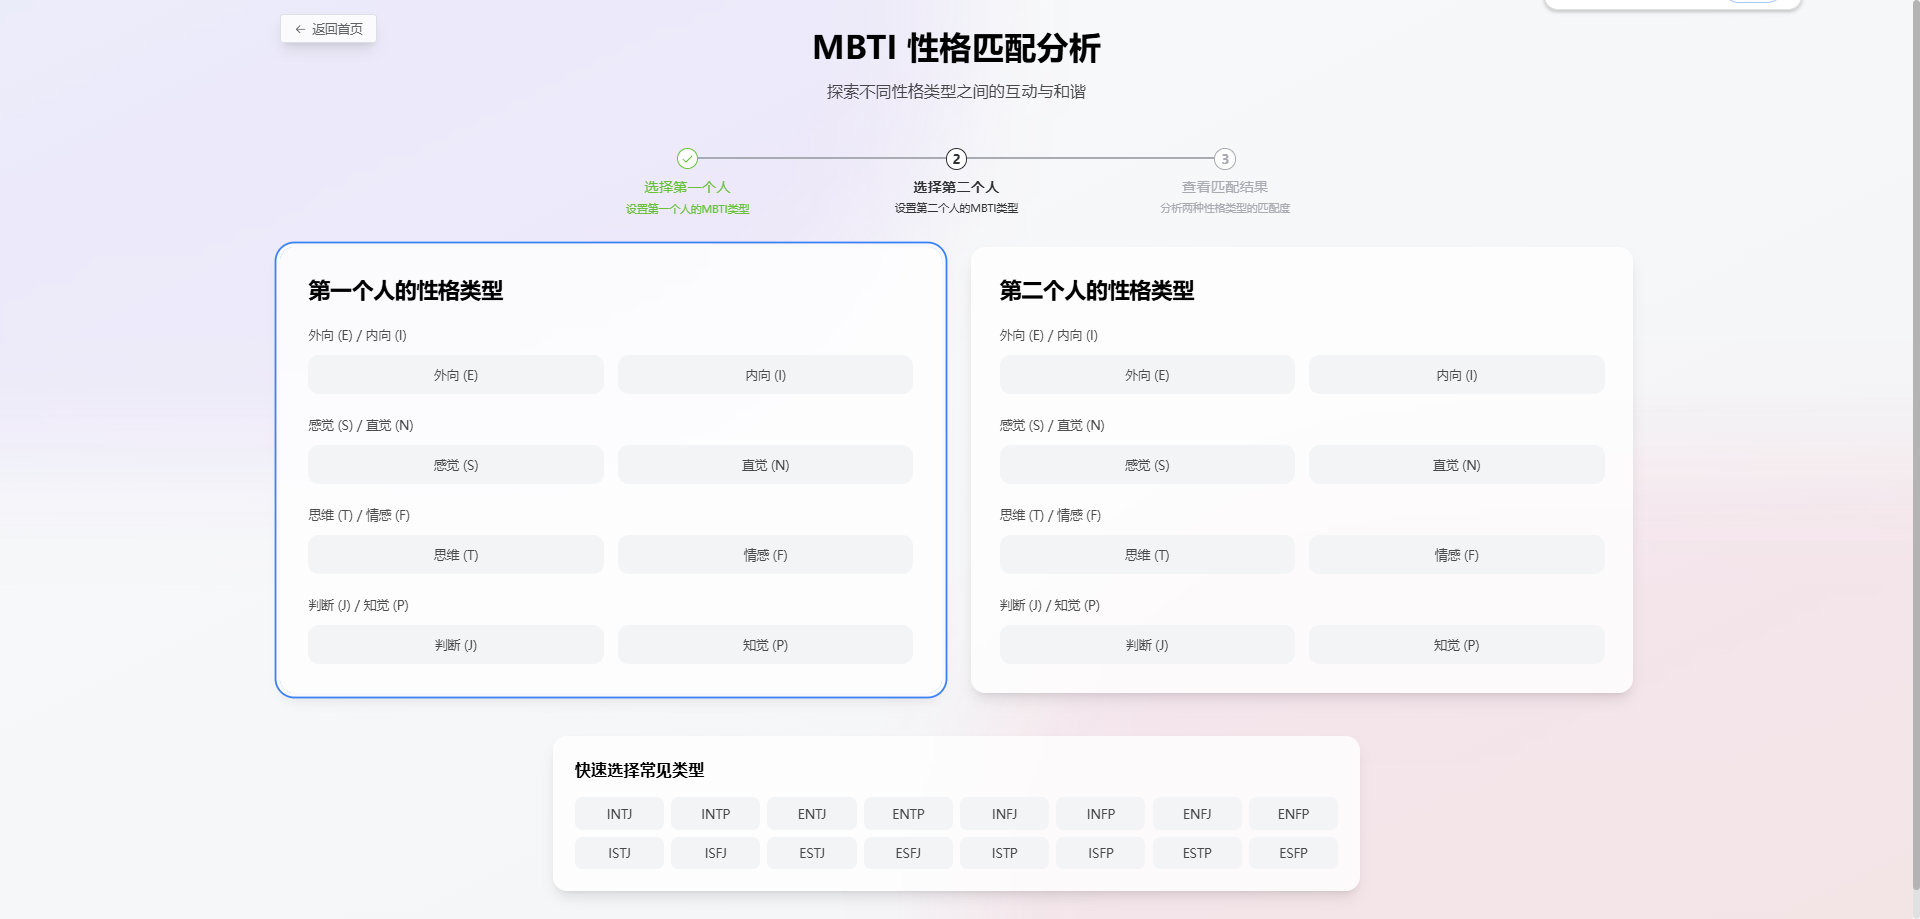 ← 返回首页
MBTI 性格匹配分析
探索不同性格类型之间的互动与和谐
2
3
选择第一个人
选择第二个人
查看匹配结果
设置第一个人的MBTI类型
设置第二个人的MBTI类型
分析两种性格类型的匹配度
第一个人的性格类型
外向 (E) / 内向 (I)
外向 (E)
内向 (I)
感觉 (S) / 直觉 (N)
感觉 (S)
直觉 (N)
思维 (T) / 情感 (F)
思维 (T)
情感 (F)
判断 (J) / 知觉 (P)
判断 (J)
知觉 (P)
第二个人的性格类型
外向 (E) / 内向 (I)
外向 (E)
内向 (I)
感觉 (S) / 直觉 (N)
感觉 (S)
直觉 (N)
思维 (T) / 情感 (F)
思维 (T)
情感 (F)
判断 (J) / 知觉 (P)
判断 (J)
知觉 (P)
快速选择常见类型
INTJ
INTP
ENTJ
ENTP
INFJ
INFP
ENFJ
ENFP
ISTJ
ISFJ
ESTJ
ESFJ
ISTP
ISFP
ESTP
ESFP